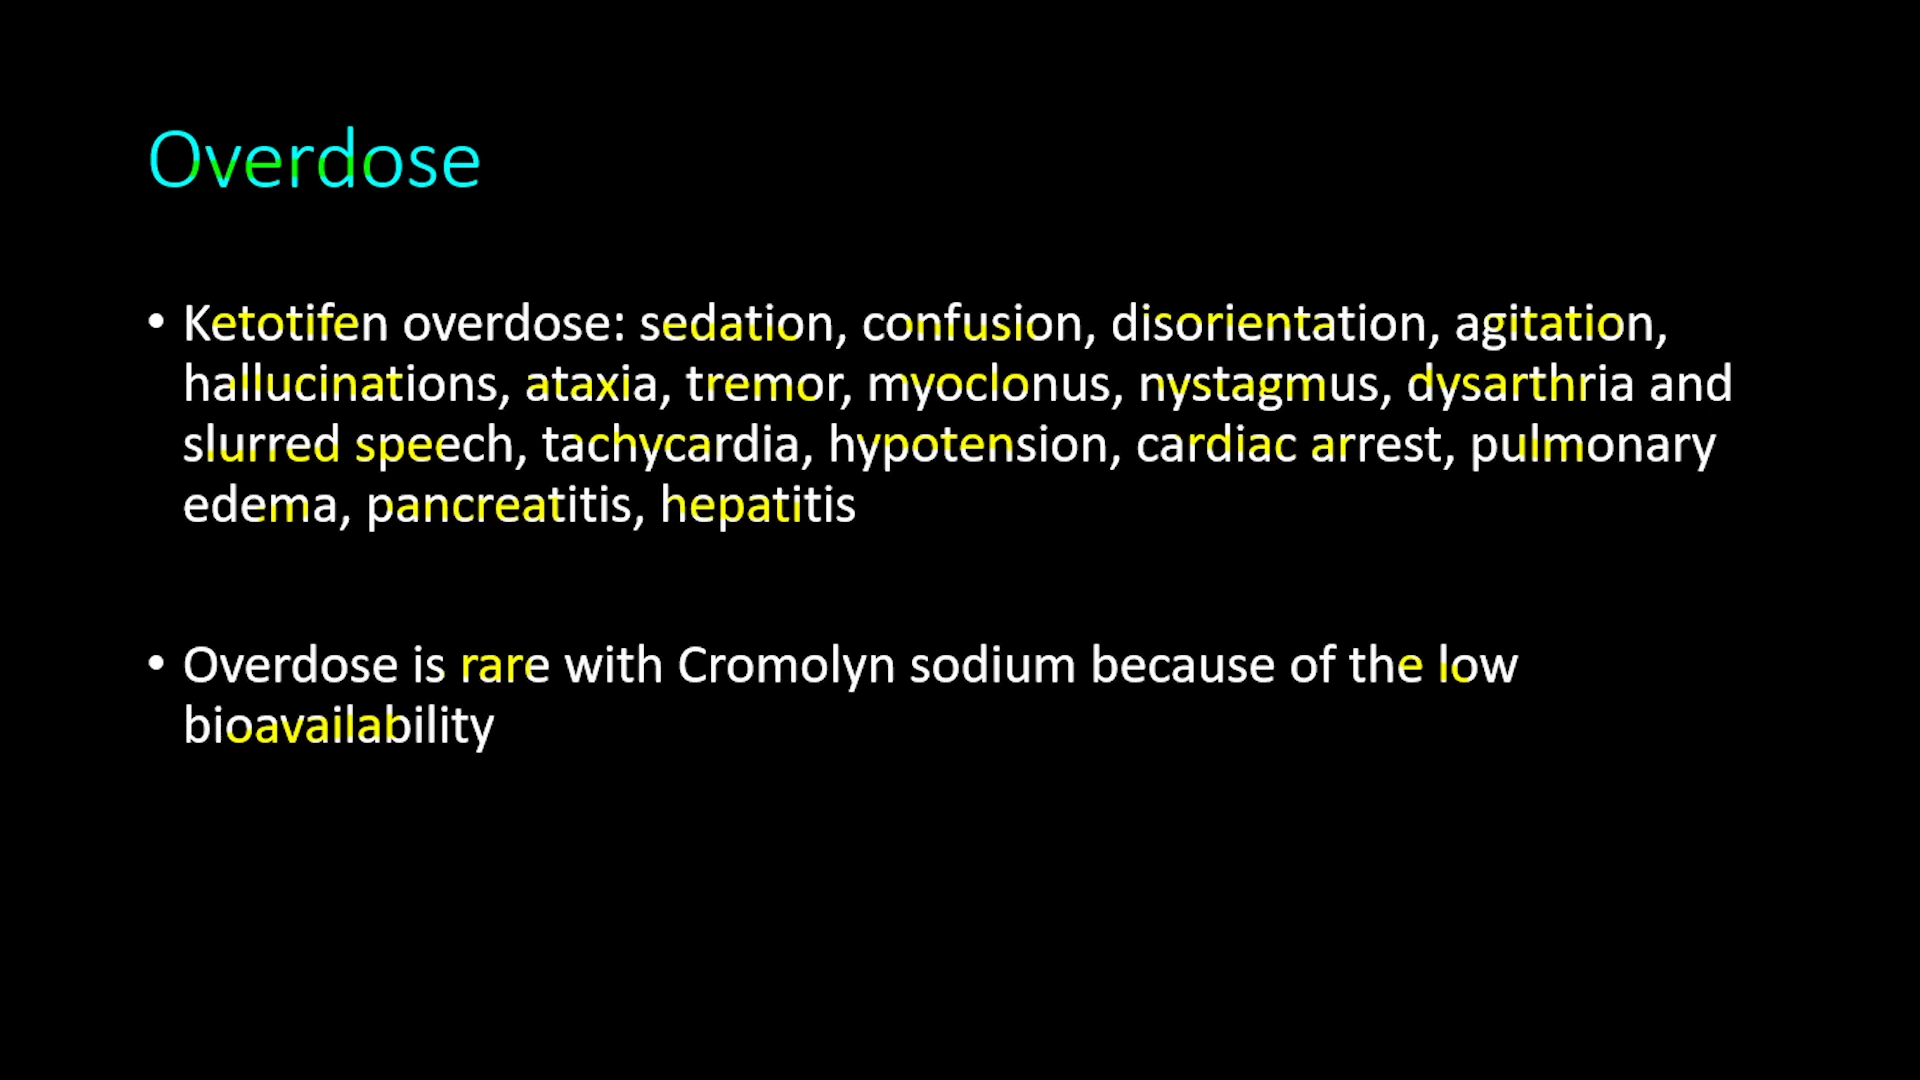 Overdose
• Ketotifen overdose: sedation, confusion, disorientation, agitation,
hallucinations, ataxia, tremor, myoclonus, nystagmus, dysarthria and
slurred speech, tachycardia, hypotension, cardiac arrest, pulmonary
edema, pancreatitis, hepatitis
• Overdose is rare with Cromolyn sodium because of the low
bioavailability